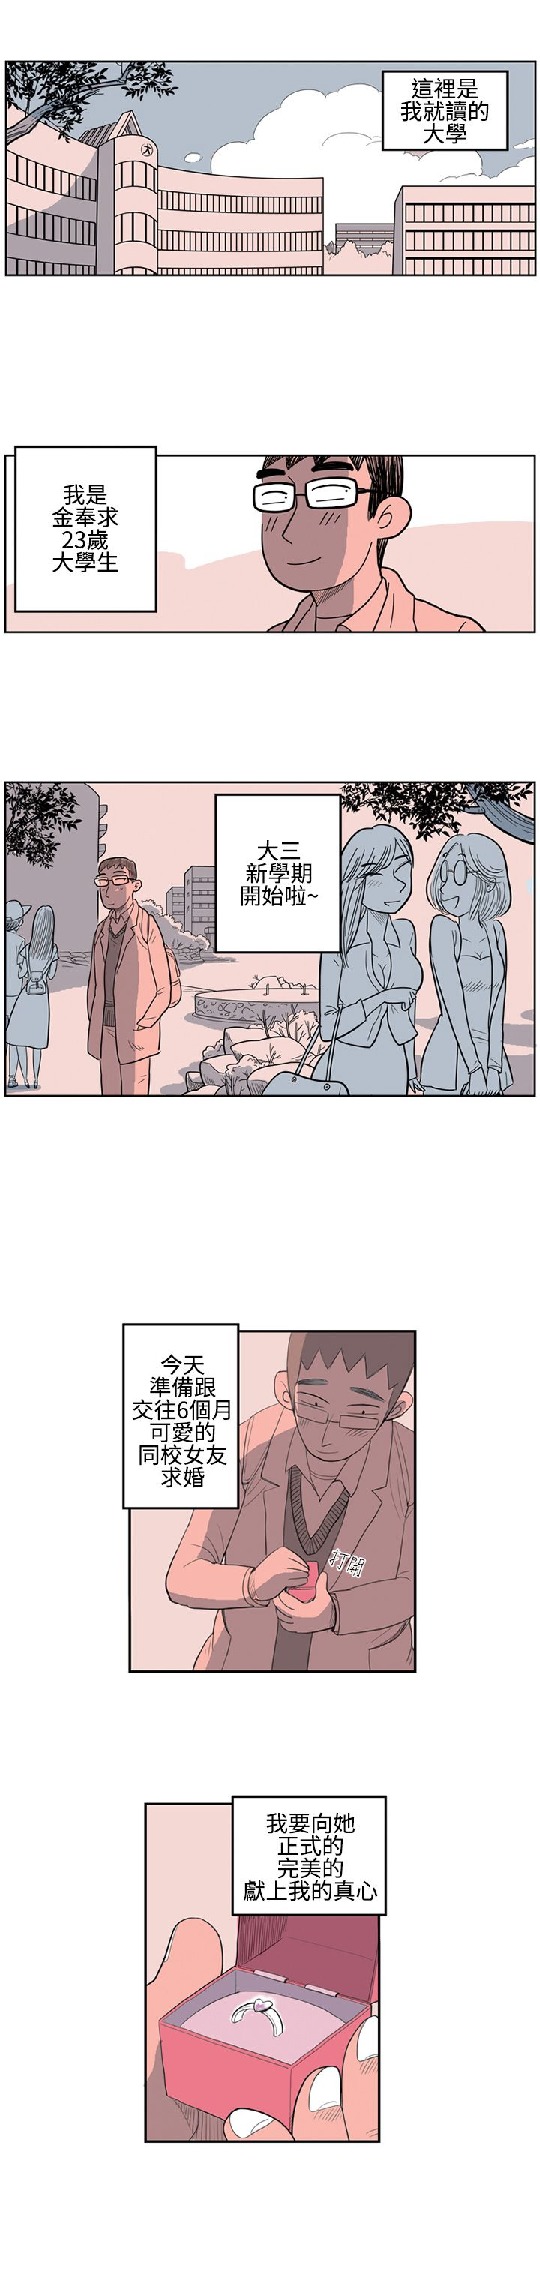 這裡是
我就讀的
大學
大
我是
金奉求
23歲
大學生
大三
新學期
開始啦~
今天
準備跟
交往6個月
可愛的
同校女友
求婚
打開
我要向她
正式的
完美的
獻上我的真心